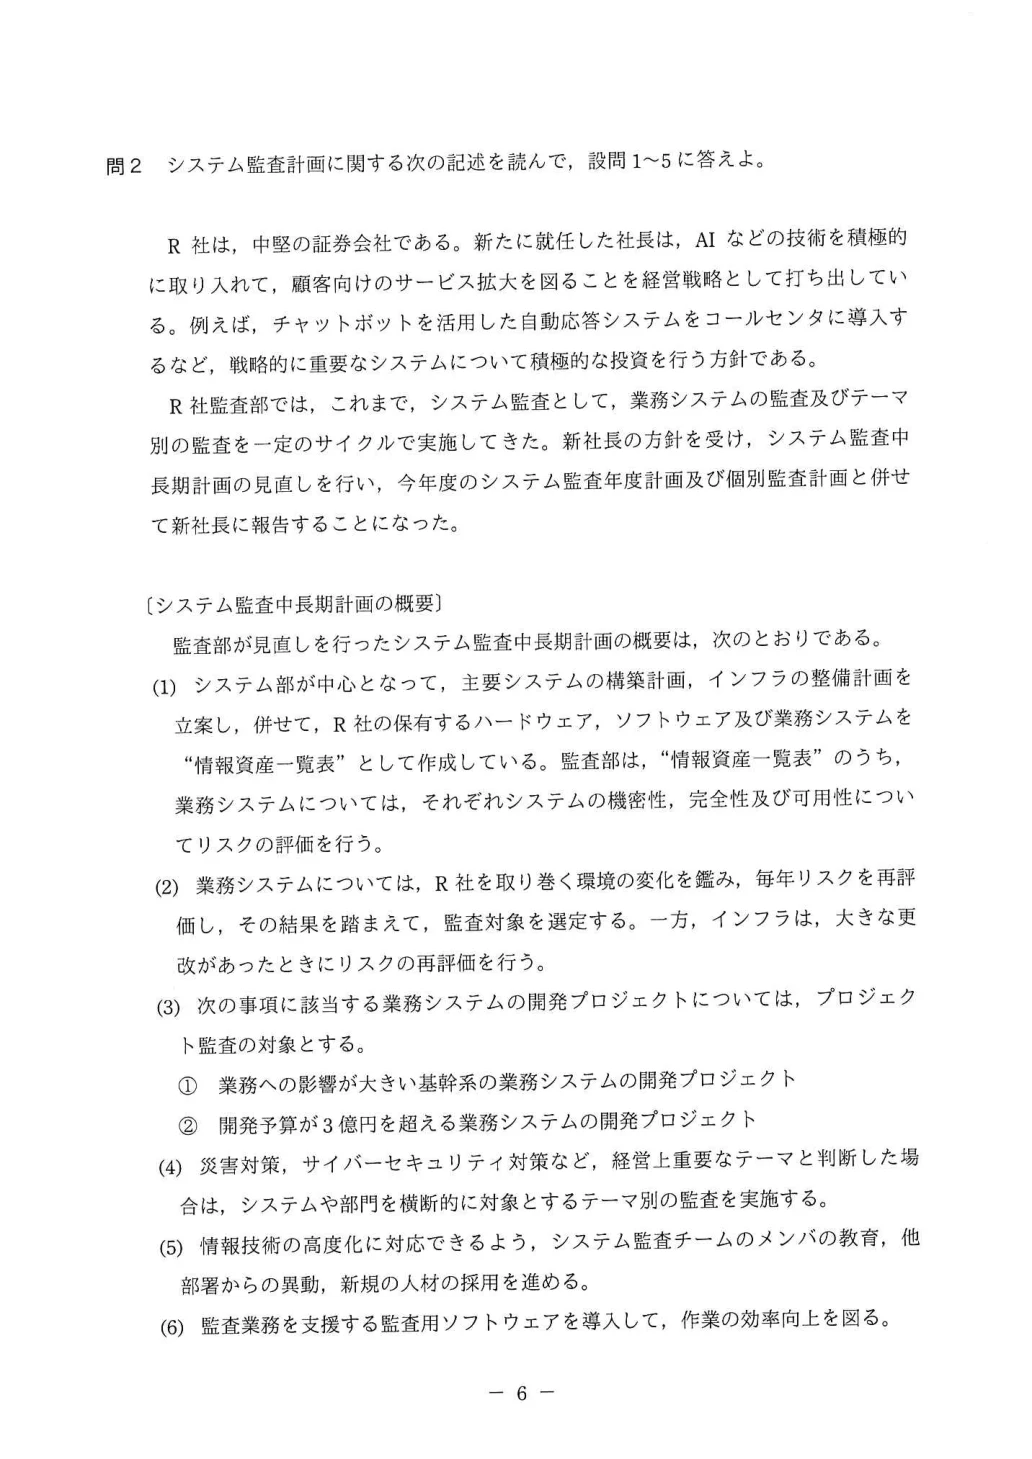 問２　システム監査計画に関する次の記述を読んで，設問 1～5 に答えよ。
R 社は，中堅の証券会社である。新たに就任した社長は，AI などの技術を積極的
に取り入れて，顧客向けのサービス拡大を図ることを経営戦略として打ち出してい
る。例えば，チャットボットを活用した自動応答システムをコールセンタに導入す
るなど，戦略的に重要なシステムについて積極的な投資を行う方針である。
R 社監査部では，これまで，システム監査として，業務システムの監査及びテーマ
別の監査を一定のサイクルで実施してきた。新社長の方針を受け，システム監査中
長期計画の見直しを行い，今年度のシステム監査年度計画及び個別監査計画と併せ
て新社長に報告することになった。
〔システム監査中長期計画の概要〕
監査部が見直しを行ったシステム監査中長期計画の概要は，次のとおりである。
(1) システム部が中心となって，主要システムの構築計画，インフラの整備計画を
立案し，併せて，R 社の保有するハードウェア，ソフトウェア及び業務システムを
“情報資産一覧表”として作成している。監査部は，“情報資産一覧表”のうち，
業務システムについては，それぞれシステムの機密性，完全性及び可用性につい
てリスクの評価を行う。
(2) 業務システムについては，R 社を取り巻く環境の変化を鑑み，毎年リスクを再評
価し，その結果を踏まえて，監査対象を選定する。一方，インフラは，大きな更
改があったときにリスクの再評価を行う。
(3) 次の事項に該当する業務システムの開発プロジェクトについては，プロジェク
ト監査の対象とする。
① 業務への影響が大きい基幹系の業務システムの開発プロジェクト
② 開発予算が 3 億円を超える業務システムの開発プロジェクト
(4) 災害対策，サイバーセキュリティ対策など，経営上重要なテーマと判断した場
合は，システムや部門を横断的に対象とするテーマ別の監査を実施する。
(5) 情報技術の高度化に対応できるよう，システム監査チームのメンバの教育，他
部署からの異動，新規の人材の採用を進める。
(6) 監査業務を支援する監査用ソフトウェアを導入して，作業の効率向上を図る。
－ 6 －